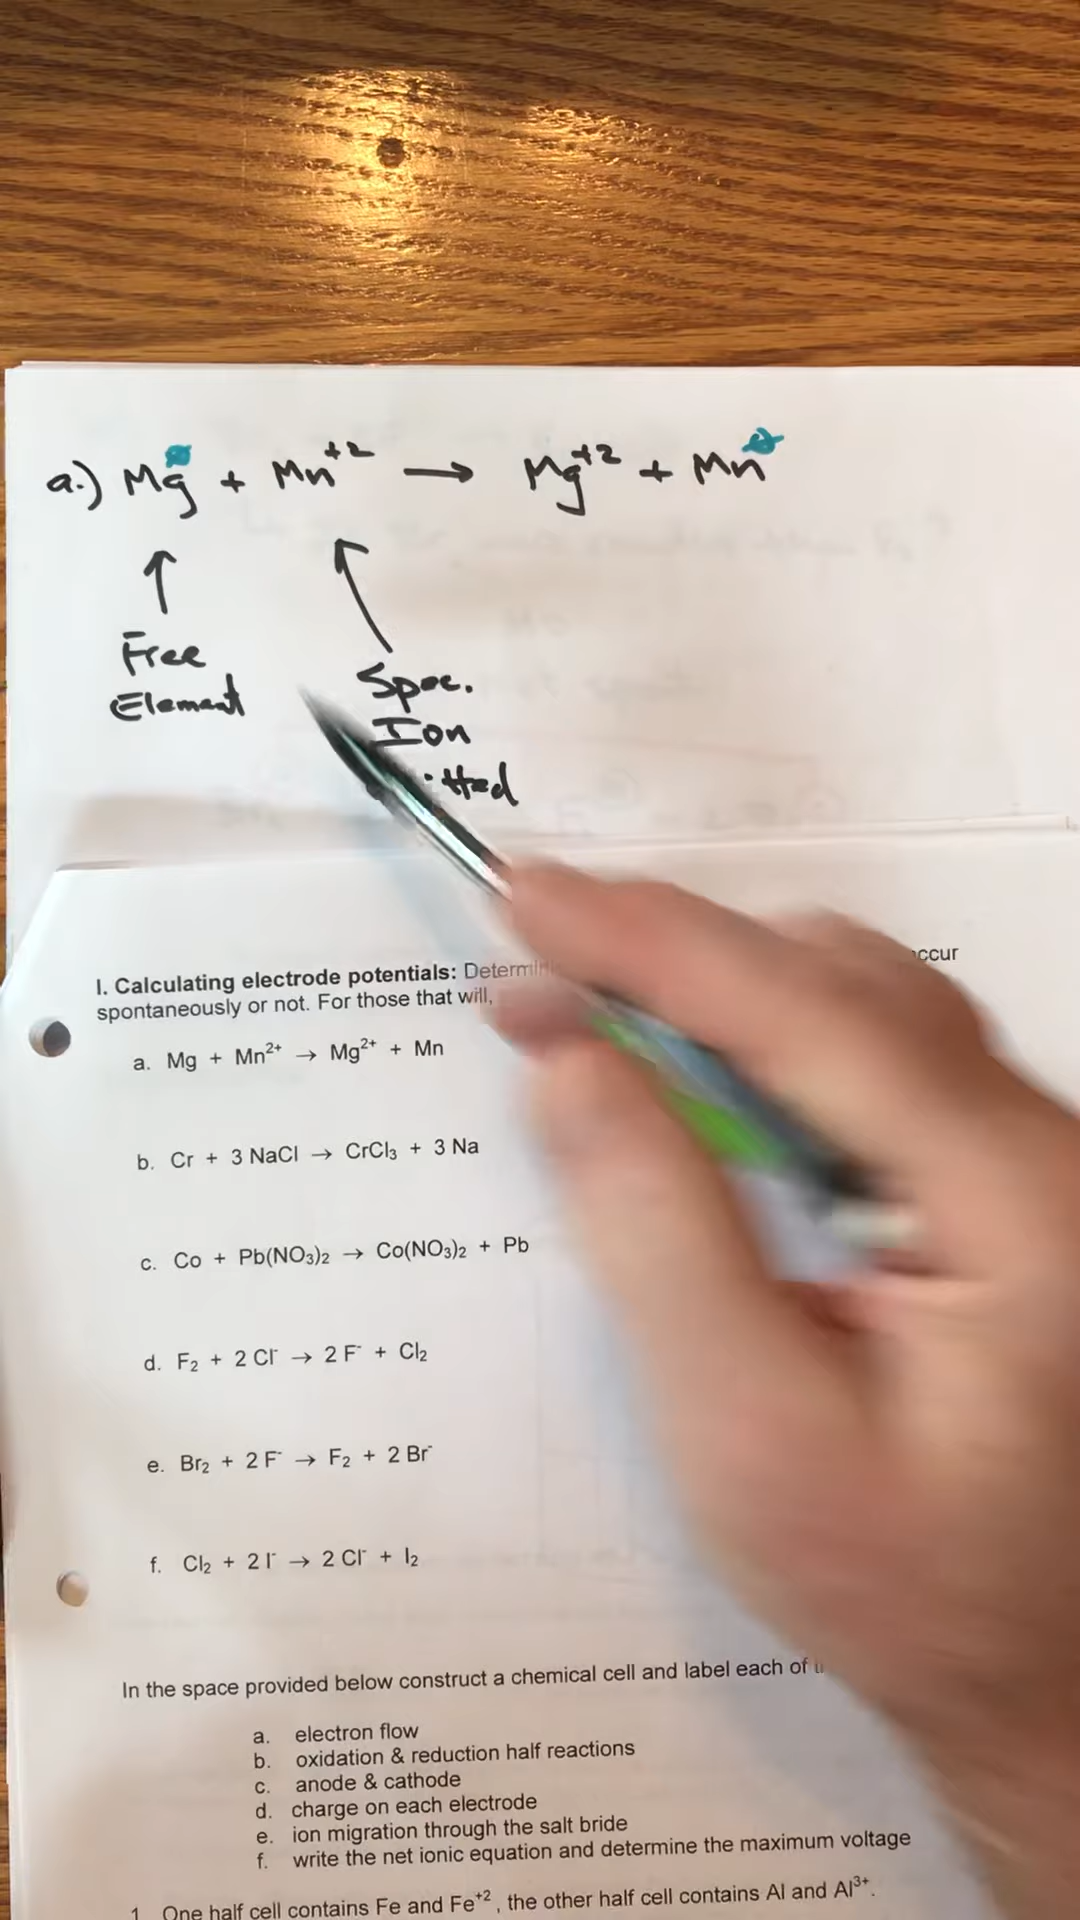 a.) Mg + Mn⁺² → Mg⁺² + Mn
Free
Element
Spec.
Ion
I. Calculating electrode potentials: Determin
ccur
spontaneously or not. For those that will,
a. Mg + Mn²⁺ → Mg²⁺ + Mn
b. Cr + 3 NaCl → CrCl₃ + 3 Na
c. Co + Pb(NO₃)₂ → Co(NO₃)₂ + Pb
d. F₂ + 2 Cl⁻ → 2 F⁻ + Cl₂
e. Br₂ + 2 F⁻ → F₂ + 2 Br⁻
f. Cl₂ + 2 I⁻ → 2 Cl⁻ + I₂
In the space provided below construct a chemical cell and label each of
a. electron flow
b. oxidation & reduction half reactions
c. anode & cathode
d. charge on each electrode
e. ion migration through the salt bride
f. write the net ionic equation and determine the maximum voltage
1. One half cell contains Fe and Fe⁺², the other half cell contains Al and Al³⁺.